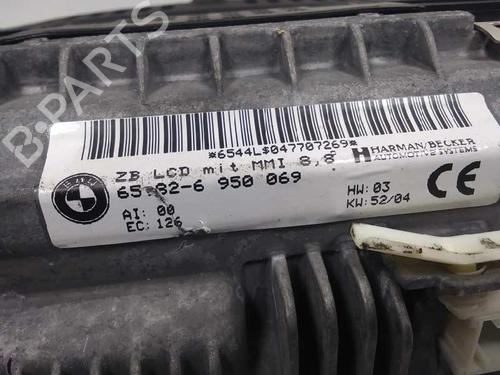 *6544L$047707269*
ZB LCD mit MMI 8,8"
HARMAN/BECKER
AUTOMOTIVE SYSTEMS
BMW
65.82-6 950 069
AI: 00
HW: 03
EC: 126
KW: 52/04
B-PARTS